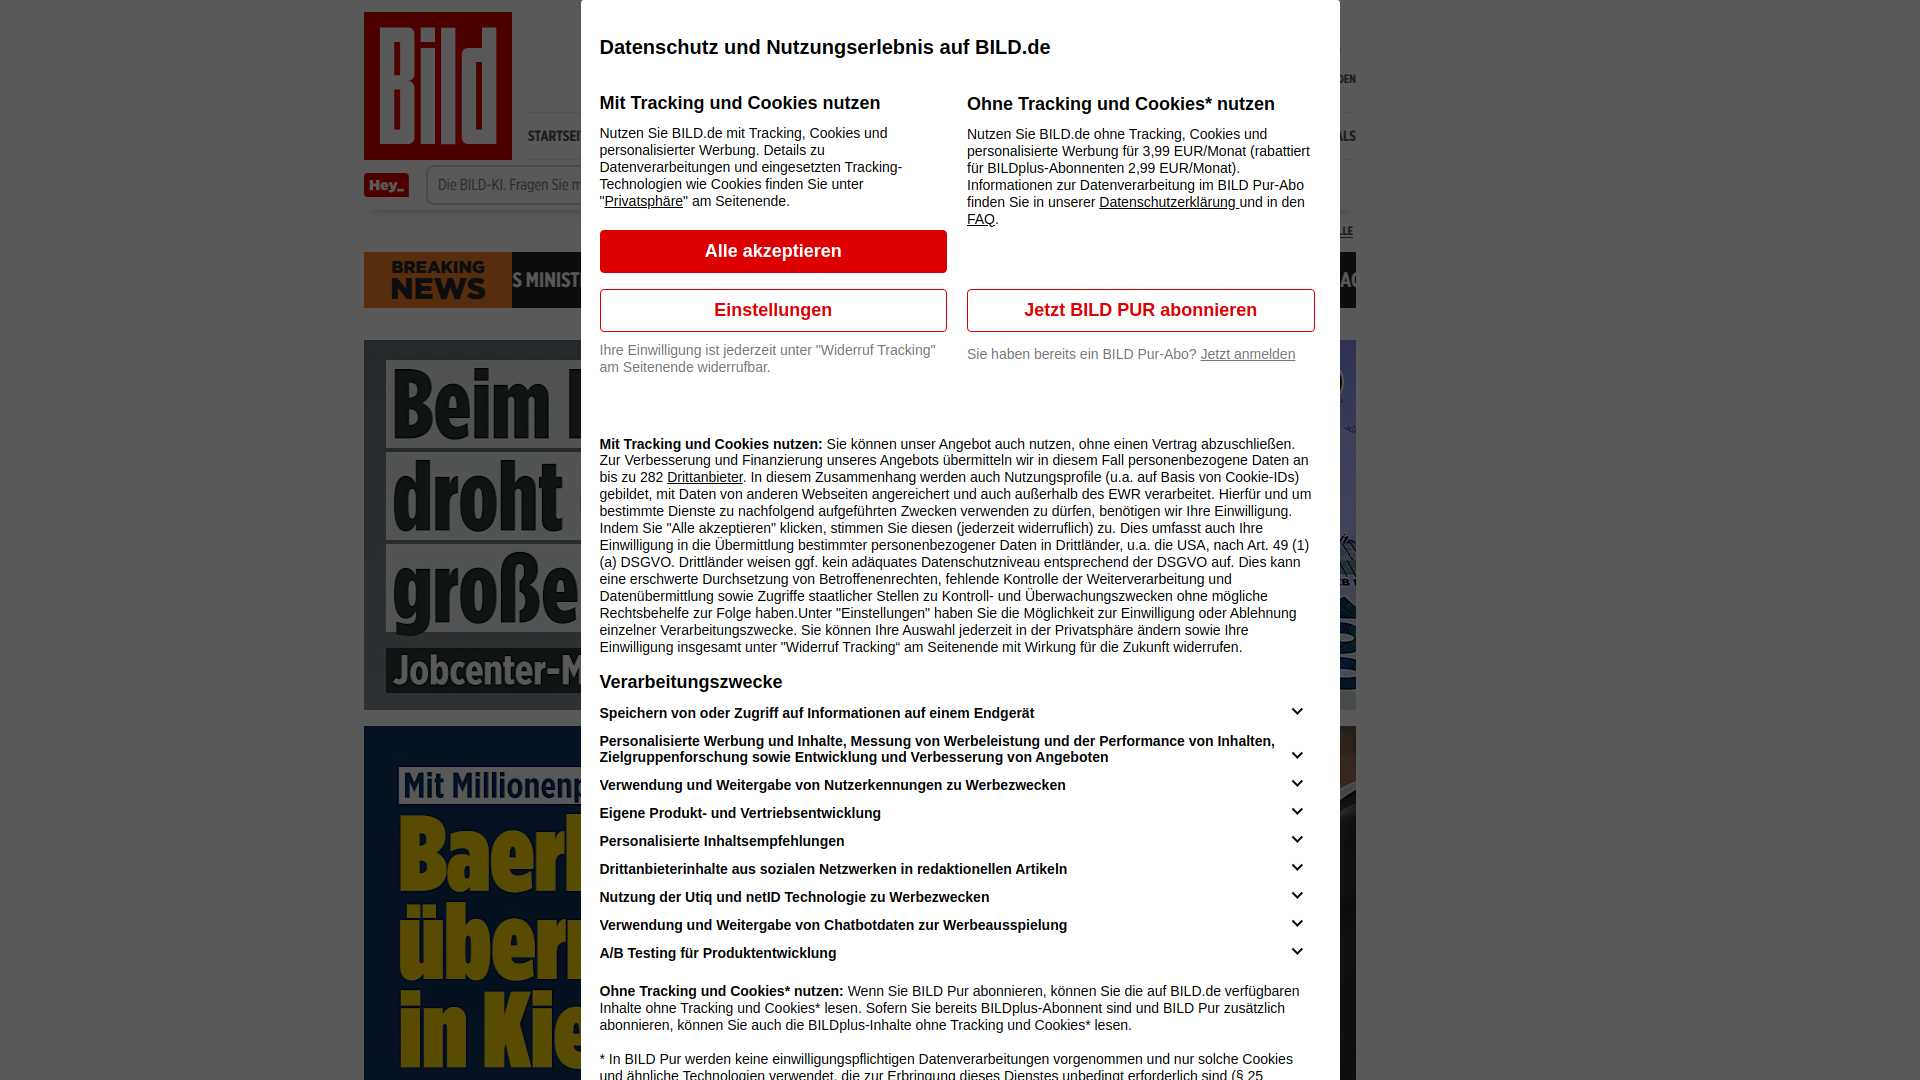 Bild
STARTSEI
Hey_
Die BILD-KI. Fragen Sie m
BREAKING
NEWS
S MINIST
Beim
droht
große
Jobcenter-M
Mit Millionenp
Baer
über
in Kie
Datenschutz und Nutzungserlebnis auf BILD.de
Mit Tracking und Cookies nutzen
Nutzen Sie BILD.de mit Tracking, Cookies und
personalisierter Werbung. Details zu
Datenverarbeitungen und eingesetzten Tracking-
Technologien wie Cookies finden Sie unter
"Privatsphäre" am Seitenende.
Alle akzeptieren
Einstellungen
Ihre Einwilligung ist jederzeit unter "Widerruf Tracking"
am Seitenende widerrufbar.
Ohne Tracking und Cookies* nutzen
Nutzen Sie BILD.de ohne Tracking, Cookies und
personalisierte Werbung für 3,99 EUR/Monat (rabattiert
für BILDplus-Abonnenten 2,99 EUR/Monat).
Informationen zur Datenverarbeitung im BILD Pur-Abo
finden Sie in unserer Datenschutzerklärung und in den
FAQ.
Jetzt BILD PUR abonnieren
Sie haben bereits ein BILD Pur-Abo? Jetzt anmelden
Mit Tracking und Cookies nutzen: Sie können unser Angebot auch nutzen, ohne einen Vertrag abzuschließen.
Zur Verbesserung und Finanzierung unseres Angebots übermitteln wir in diesem Fall personenbezogene Daten an
bis zu 282 Drittanbieter. In diesem Zusammenhang werden auch Nutzungsprofile (u.a. auf Basis von Cookie-IDs)
gebildet, mit Daten von anderen Webseiten angereichert und auch außerhalb des EWR verarbeitet. Hierfür und um
bestimmte Dienste zu nachfolgend aufgeführten Zwecken verwenden zu dürfen, benötigen wir Ihre Einwilligung.
Indem Sie "Alle akzeptieren" klicken, stimmen Sie diesen (jederzeit widerruflich) zu. Dies umfasst auch Ihre
Einwilligung in die Übermittlung bestimmter personenbezogener Daten in Drittländer, u.a. die USA, nach Art. 49 (1)
(a) DSGVO. Drittländer weisen ggf. kein adäquates Datenschutzniveau entsprechend der DSGVO auf. Dies kann
eine erschwerte Durchsetzung von Betroffenenrechten, fehlende Kontrolle der Weiterverarbeitung und
Datenübermittlung sowie Zugriffe staatlicher Stellen zu Kontroll- und Überwachungszwecken ohne mögliche
Rechtsbehelfe zur Folge haben.Unter "Einstellungen" haben Sie die Möglichkeit zur Einwilligung oder Ablehnung
einzelner Verarbeitungszwecke. Sie können Ihre Auswahl jederzeit in der Privatsphäre ändern sowie Ihre
Einwilligung insgesamt unter "Widerruf Tracking“ am Seitenende mit Wirkung für die Zukunft widerrufen.
Verarbeitungszwecke
Speichern von oder Zugriff auf Informationen auf einem Endgerät
Personalisierte Werbung und Inhalte, Messung von Werbeleistung und der Performance von Inhalten,
Zielgruppenforschung sowie Entwicklung und Verbesserung von Angeboten
Verwendung und Weitergabe von Nutzerkennungen zu Werbezwecken
Eigene Produkt- und Vertriebsentwicklung
Personalisierte Inhaltsempfehlungen
Drittanbieterinhalte aus sozialen Netzwerken in redaktionellen Artikeln
Nutzung der Utiq und netID Technologie zu Werbezwecken
Verwendung und Weitergabe von Chatbotdaten zur Werbeausspielung
A/B Testing für Produktentwicklung
Ohne Tracking und Cookies* nutzen: Wenn Sie BILD Pur abonnieren, können Sie die auf BILD.de verfügbaren
Inhalte ohne Tracking und Cookies* lesen. Sofern Sie bereits BILDplus-Abonnent sind und BILD Pur zusätzlich
abonnieren, können Sie auch die BILDplus-Inhalte ohne Tracking und Cookies* lesen.
* In BILD Pur werden keine einwilligungspflichtigen Datenverarbeitungen vorgenommen und nur solche Cookies
und ähnliche Technologien verwendet, die zur Erbringung dieses Dienstes unbedingt erforderlich sind (§ 25